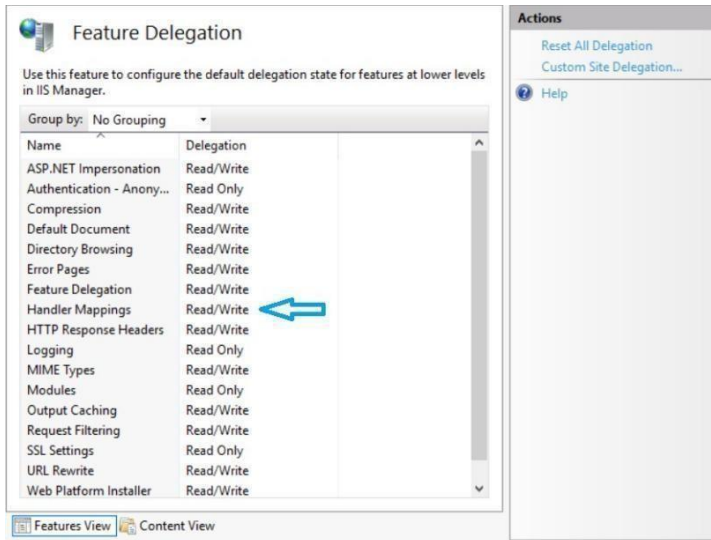 Feature Delegation
Use this feature to configure the default delegation state for features at lower levels
in IIS Manager.
Group by: No Grouping
Name Delegation
ASP.NET Impersonation Read/Write
Authentication - Anony... Read Only
Compression Read/Write
Default Document Read/Write
Directory Browsing Read/Write
Error Pages Read/Write
Feature Delegation Read/Write
Handler Mappings Read/Write
HTTP Response Headers Read/Write
Logging Read Only
MIME Types Read/Write
Modules Read Only
Output Caching Read/Write
Request Filtering Read/Write
SSL Settings Read Only
URL Rewrite Read/Write
Web Platform Installer Read/Write
Features View Content View
Actions
Reset All Delegation
Custom Site Delegation...
Help